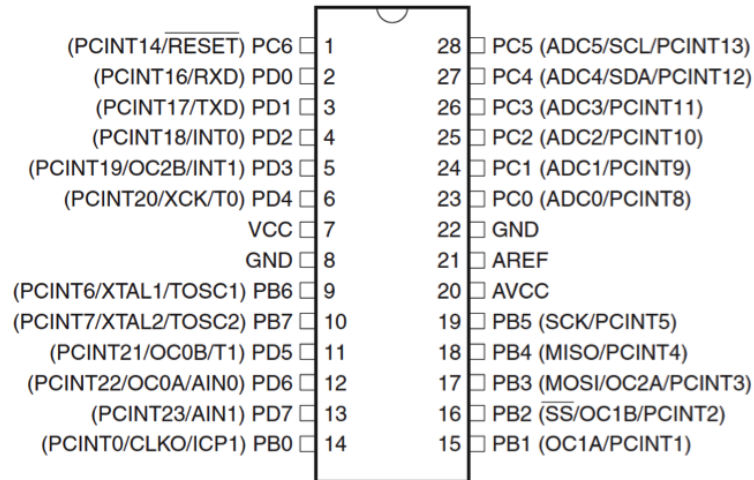 (PCINT14/RESET) PC6 1 28 PC5 (ADC5/SCL/PCINT13)
(PCINT16/RXD) PD0 2 27 PC4 (ADC4/SDA/PCINT12)
(PCINT17/TXD) PD1 3 26 PC3 (ADC3/PCINT11)
(PCINT18/INT0) PD2 4 25 PC2 (ADC2/PCINT10)
(PCINT19/OC2B/INT1) PD3 5 24 PC1 (ADC1/PCINT9)
(PCINT20/XCK/T0) PD4 6 23 PC0 (ADC0/PCINT8)
VCC 7 22 GND
GND 8 21 AREF
(PCINT6/XTAL1/TOSC1) PB6 9 20 AVCC
(PCINT7/XTAL2/TOSC2) PB7 10 19 PB5 (SCK/PCINT5)
(PCINT21/OC0B/T1) PD5 11 18 PB4 (MISO/PCINT4)
(PCINT22/OC0A/AIN0) PD6 12 17 PB3 (MOSI/OC2A/PCINT3)
(PCINT23/AIN1) PD7 13 16 PB2 (SS/OC1B/PCINT2)
(PCINT0/CLKO/ICP1) PB0 14 15 PB1 (OC1A/PCINT1)